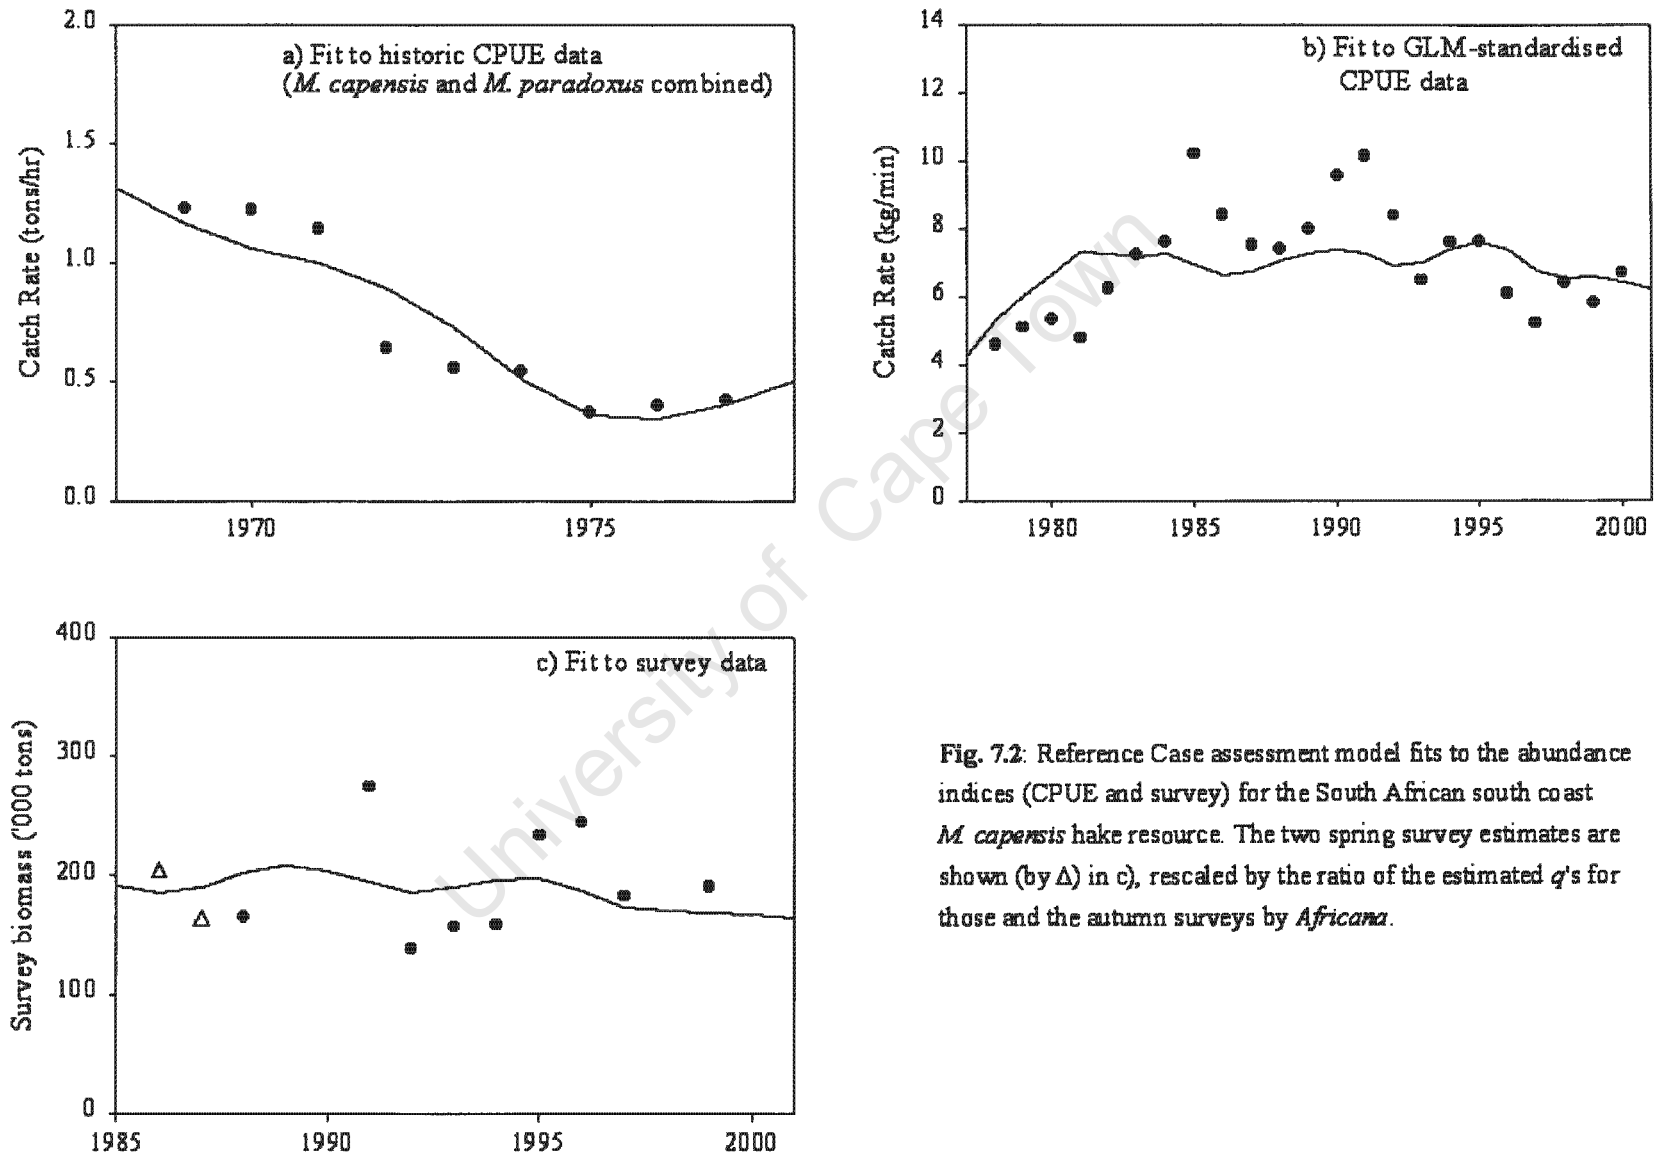 a) Fit to historic CPUE data
(M. capensis and M. paradoxus combined)
Catch Rate (tons/hr)
2.0
1.5
1.0
0.5
0.0
1970 1975
b) Fit to GLM-standardised
CPUE data
Catch Rate (kg/min)
14
12
10
8
6
4
2
0
1980 1985 1990 1995 2000
c) Fit to survey data
Survey biomass ('000 tons)
400
300
200
100
0
1985 1990 1995 2000
Fig. 7.2: Reference Case assessment model fits to the abundance
indices (CPUE and survey) for the South African south coast
M. capensis hake resource. The two spring survey estimates are
shown (by Δ) in c), rescaled by the ratio of the estimated q's for
those and the autumn surveys by Africana.
University of Cape Town